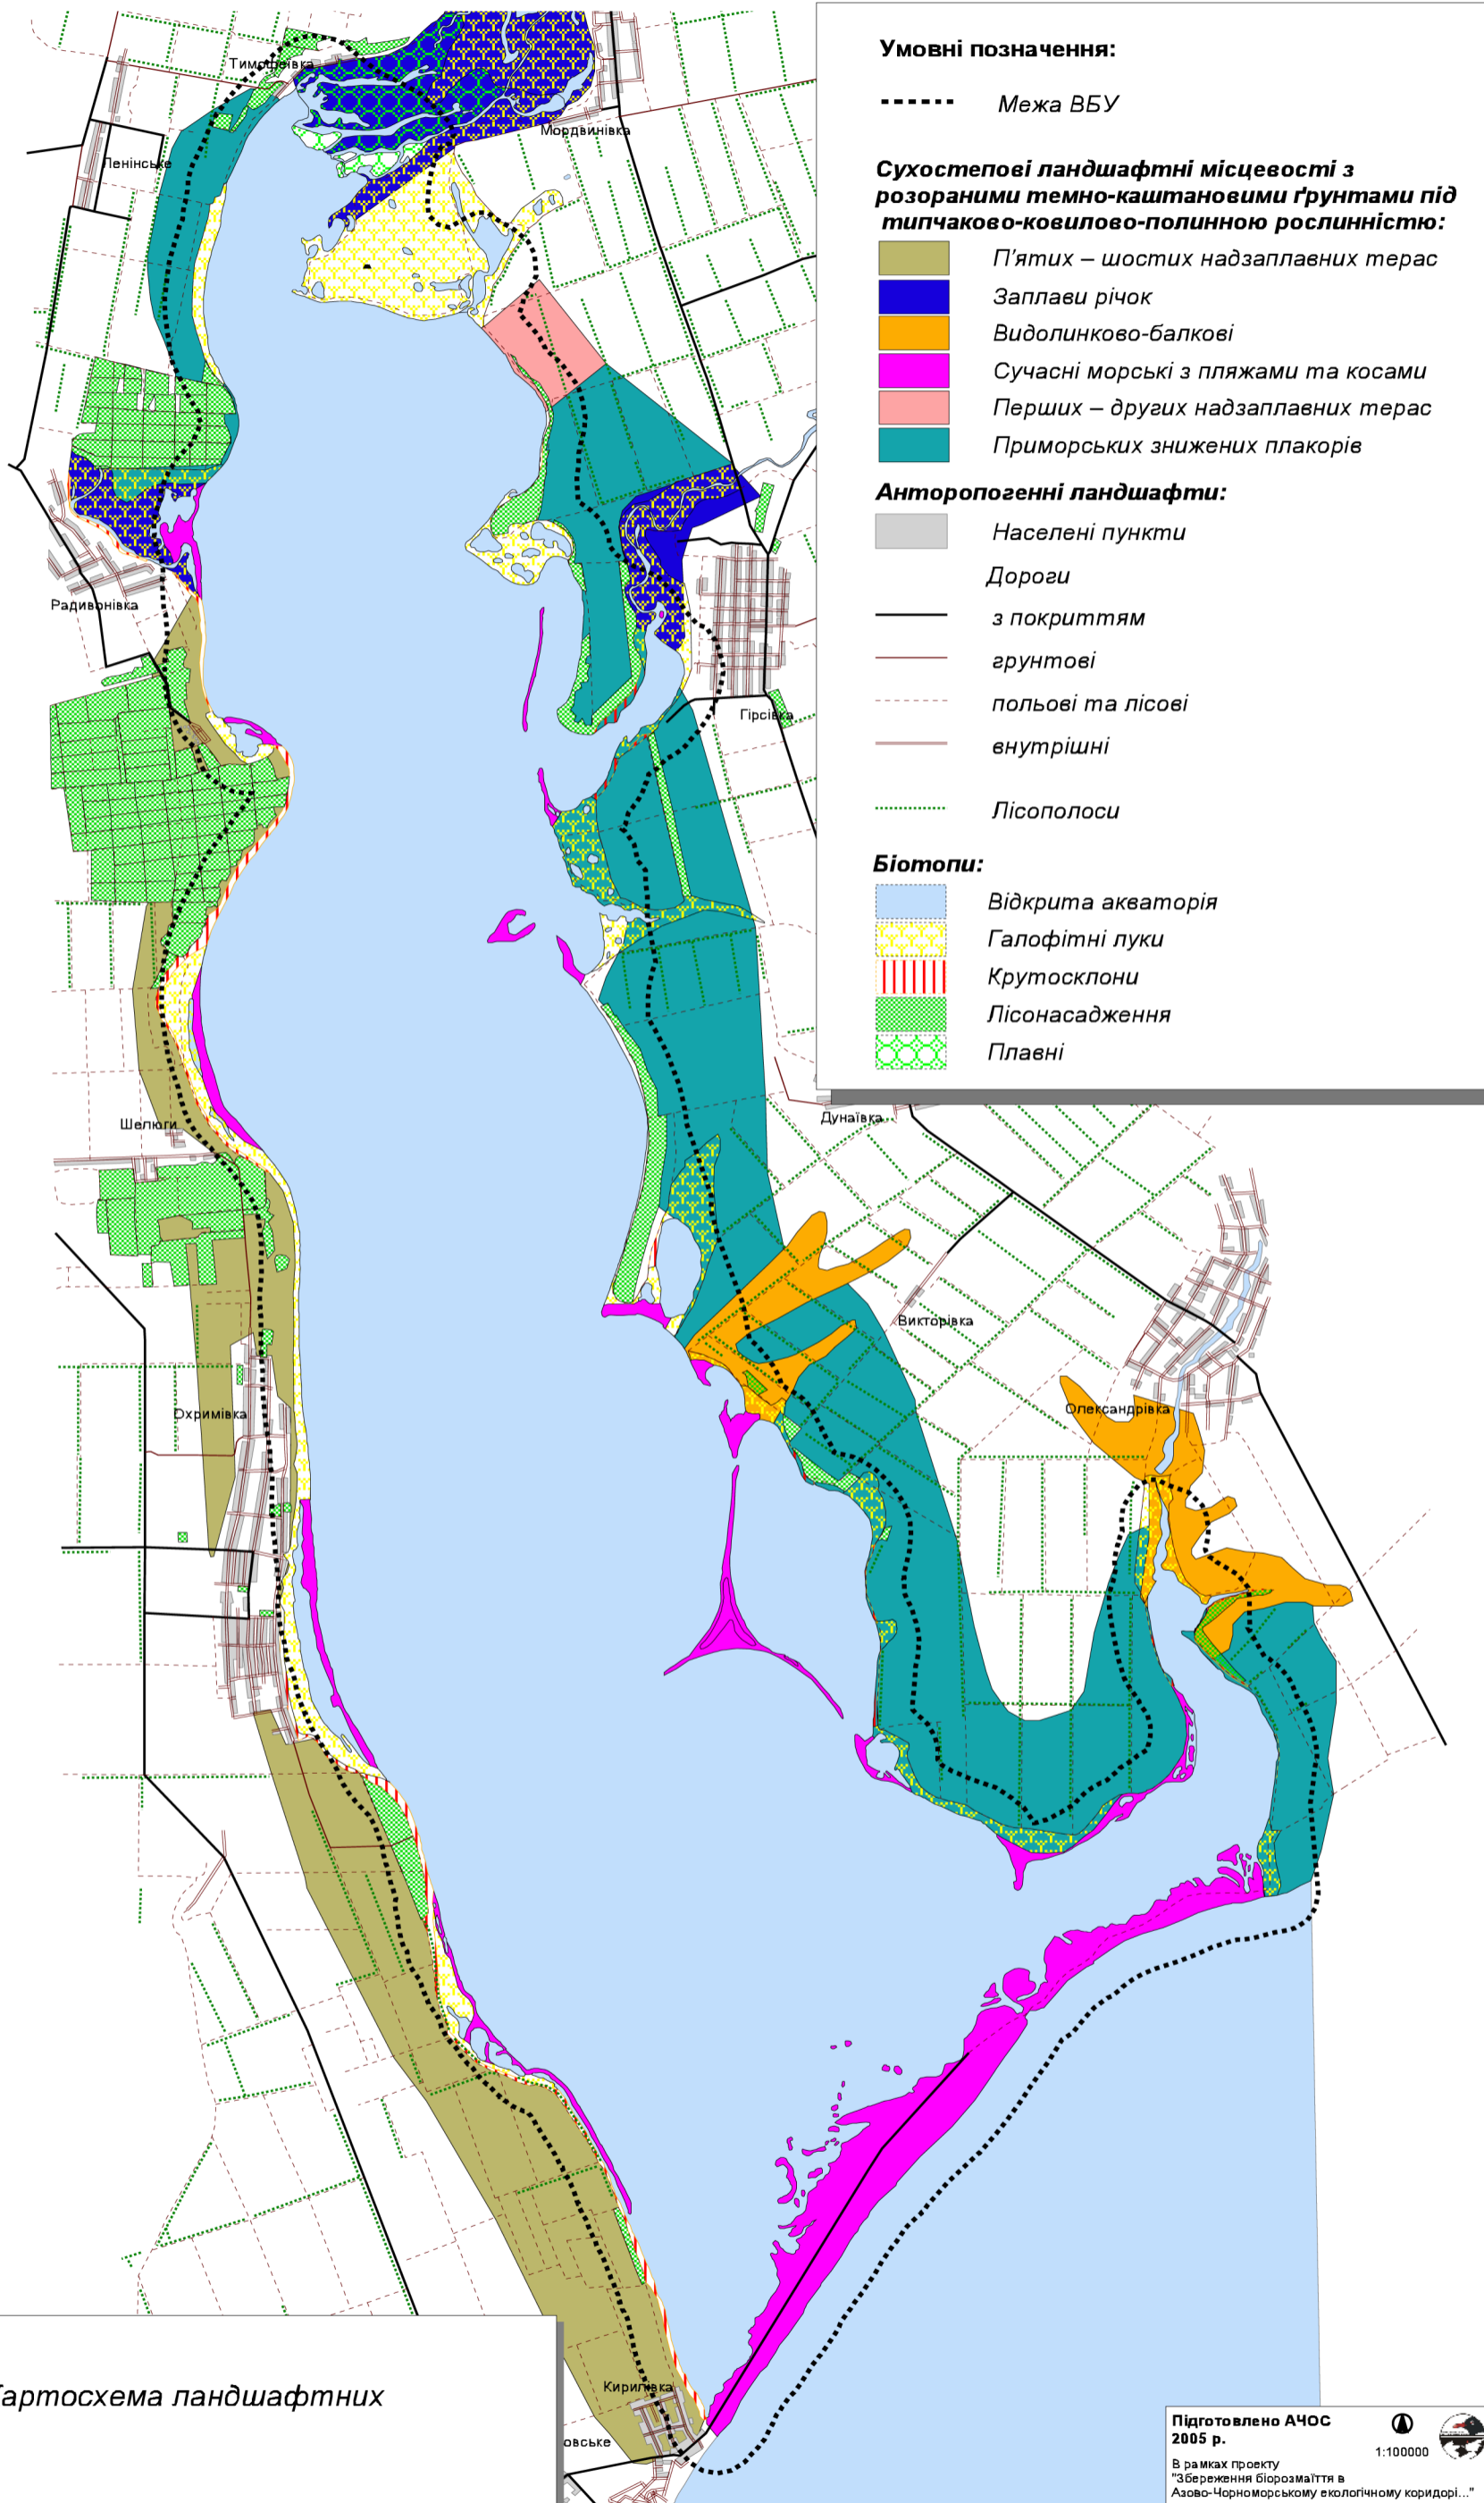 Умовні позначення:
Межа ВБУ
Сухостепові ландшафтні місцевості з
розораними темно-каштановими ґрунтами під
типчаково-ковилово-полинною рослинністю:
П'ятих – шостих надзаплавних терас
Заплави річок
Видолинково-балкові
Сучасні морські з пляжами та косами
Перших – других надзаплавних терас
Приморських знижених плакорів
Анторопогенні ландшафти:
Населені пункти
Дороги
з покриттям
грунтові
польові та лісові
внутрішні
Лісополоси
Біотопи:
Відкрита акваторія
Галофітні луки
Крутосклони
Лісонасадження
Плавні
Тимофіївка
Мордвинівка
Ленінське
Радивонівка
Гірсівка
Дунаївка
Шелюги
Викторівка
Олександрівка
Охримівка
Кирилівка
овське
артосхема ландшафтних
Підготовлено АЧОС
2005 р.
1:100000
В рамках проекту
"Збереження біорозмаїття в
Азово-Чорноморському екологічному коридорі..."